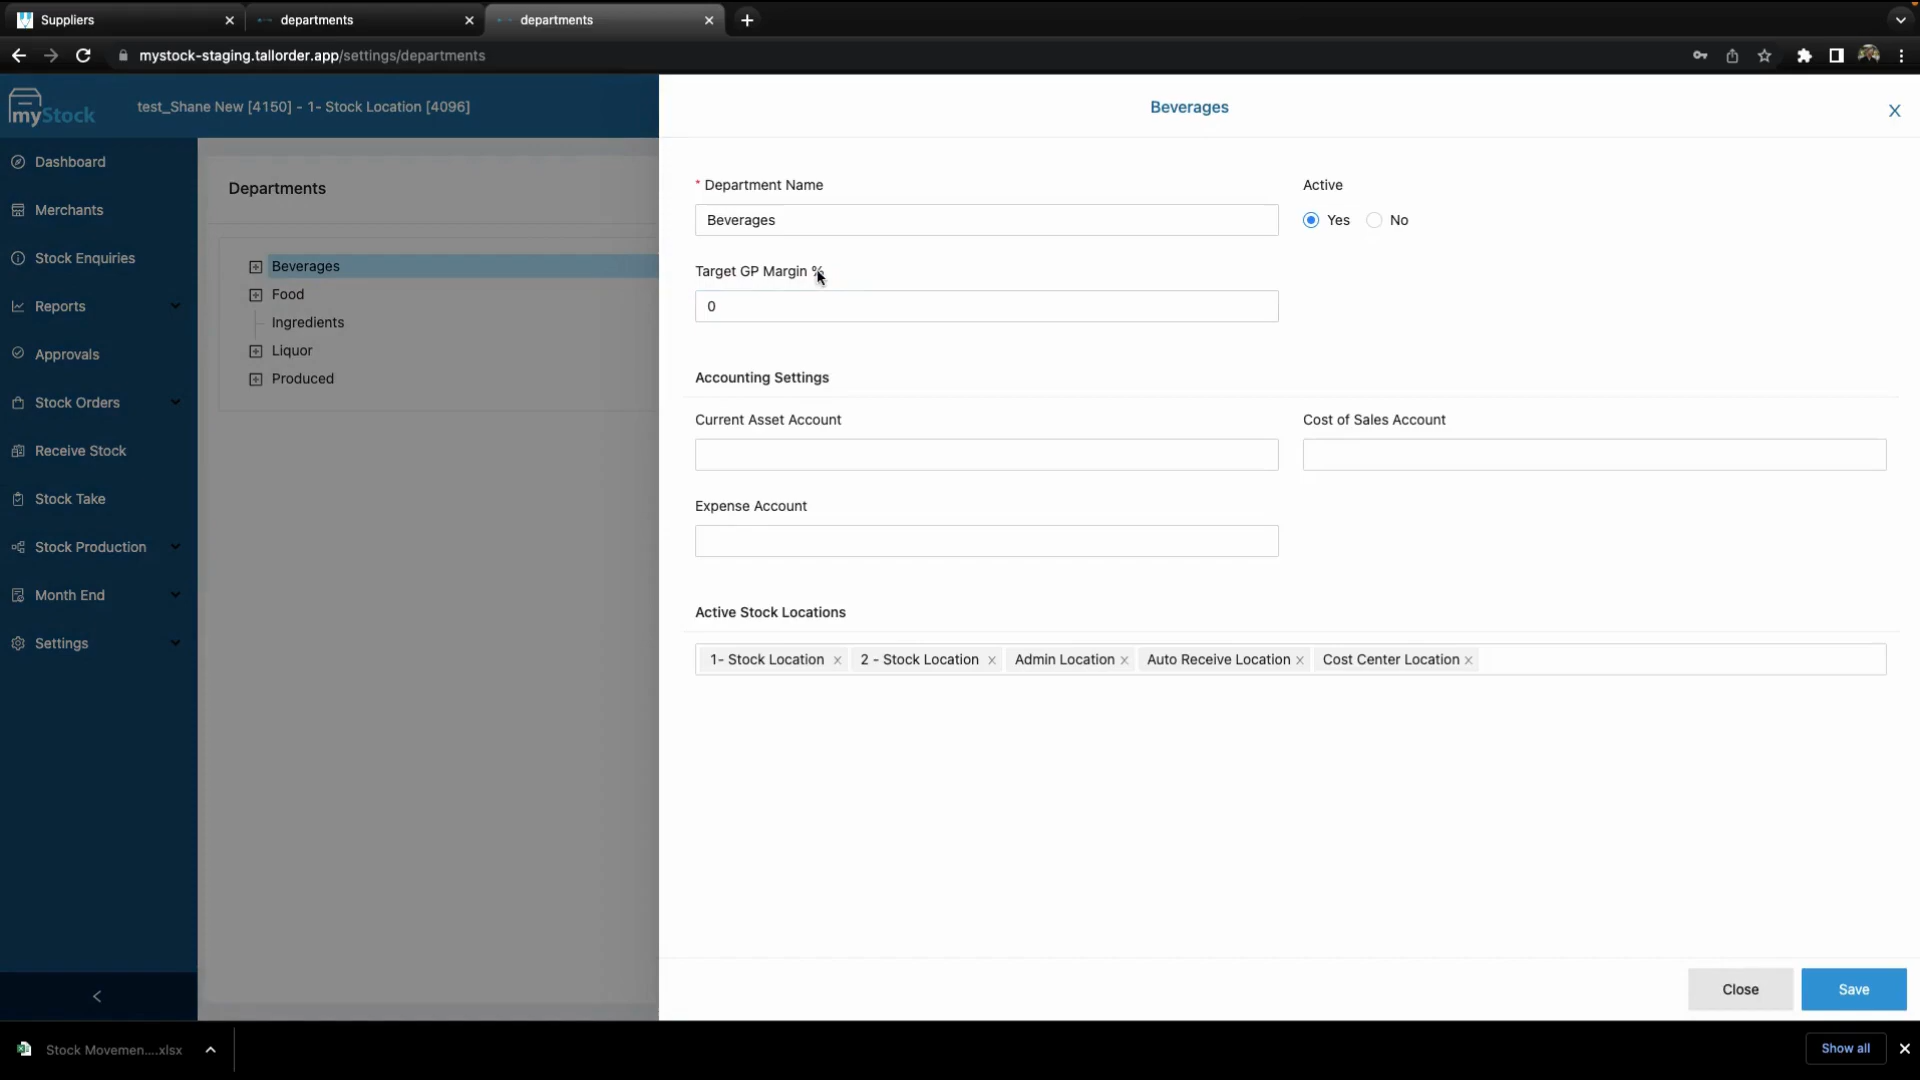 Suppliers
departments
departments
mystock-staging.tallorder.app/settings/departments
myStock
test_Shane New [4150] - 1- Stock Location [4096]
Beverages
X
Dashboard
Merchants
Stock Enquiries
Reports
Approvals
Stock Orders
Receive Stock
Stock Take
Stock Production
Month End
Settings
Departments
Beverages
Food
Ingredients
Liquor
Produced
* Department Name
Beverages
Active
Yes No
Target GP Margin %
0
Accounting Settings
Current Asset Account
Cost of Sales Account
Expense Account
Active Stock Locations
1- Stock Location × 2 - Stock Location × Admin Location × Auto Receive Location × Cost Center Location ×
Close Save
Stock Movemen....xlsx
Show all